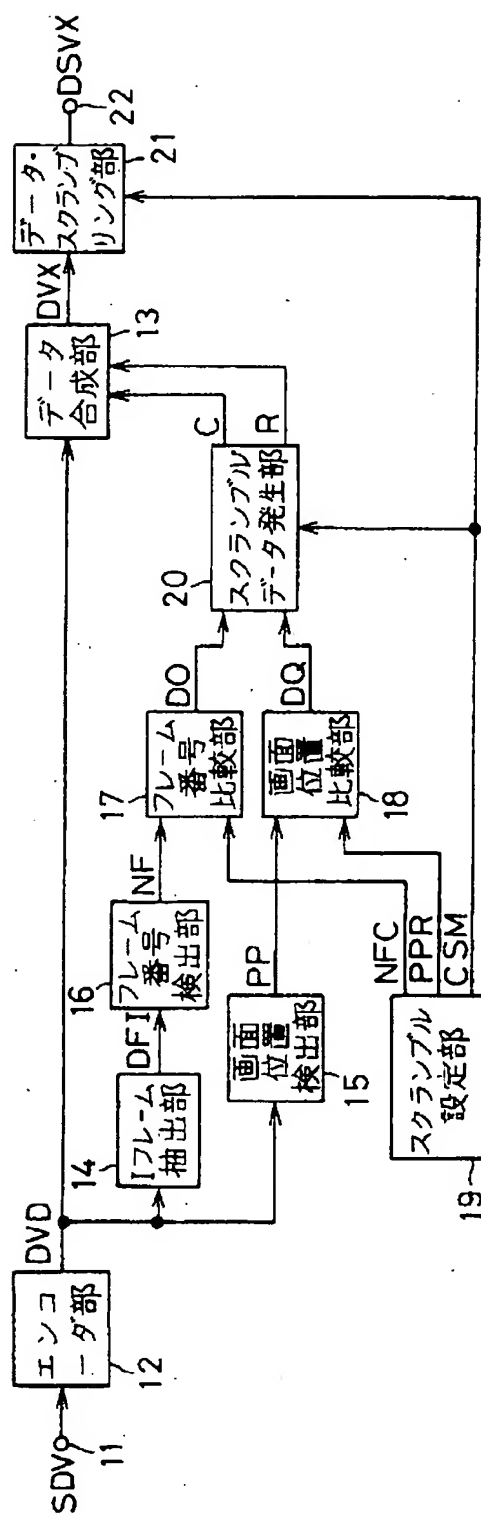 SDV
11
エンコ
ーダ部
12
DVD
Iフレーム
抽出部
14
DFI
フレーム
番号
検出部
16
NF
フレーム
番号
比較部
17
DO
画面
位置
検出部
15
PP
画面
位置
比較部
18
DQ
スクランブル
設定部
19
NFC
PPR
CSM
スクランブル
データ発生部
20
C
R
データ
合成部
13
DVX
データ・
スクランブ
リング部
21
22
DSVX